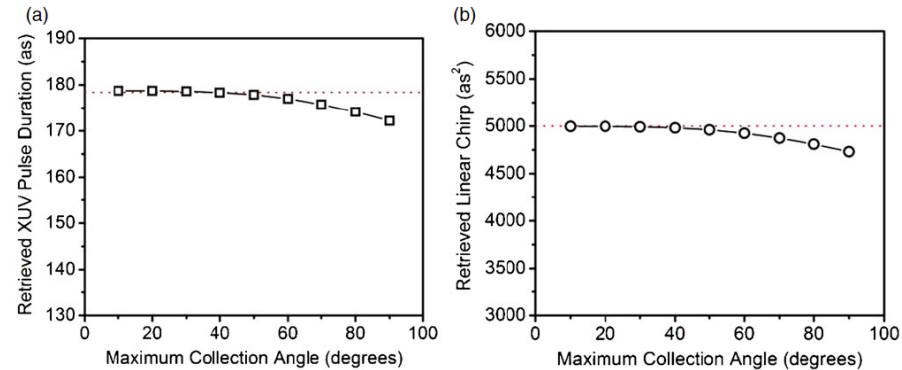 (a)
190
180
170
160
150
140
130
0 20 40 60 80 100
Retrieved XUV Pulse Duration (as)
Maximum Collection Angle (degrees)
(b)
6000
5500
5000
4500
4000
3500
3000
0 20 40 60 80 100
Retrieved Linear Chirp (as²)
Maximum Collection Angle (degrees)